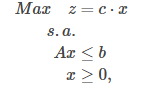 Max z = c · x
s.a.
Ax ≤ b
x ≥ 0,